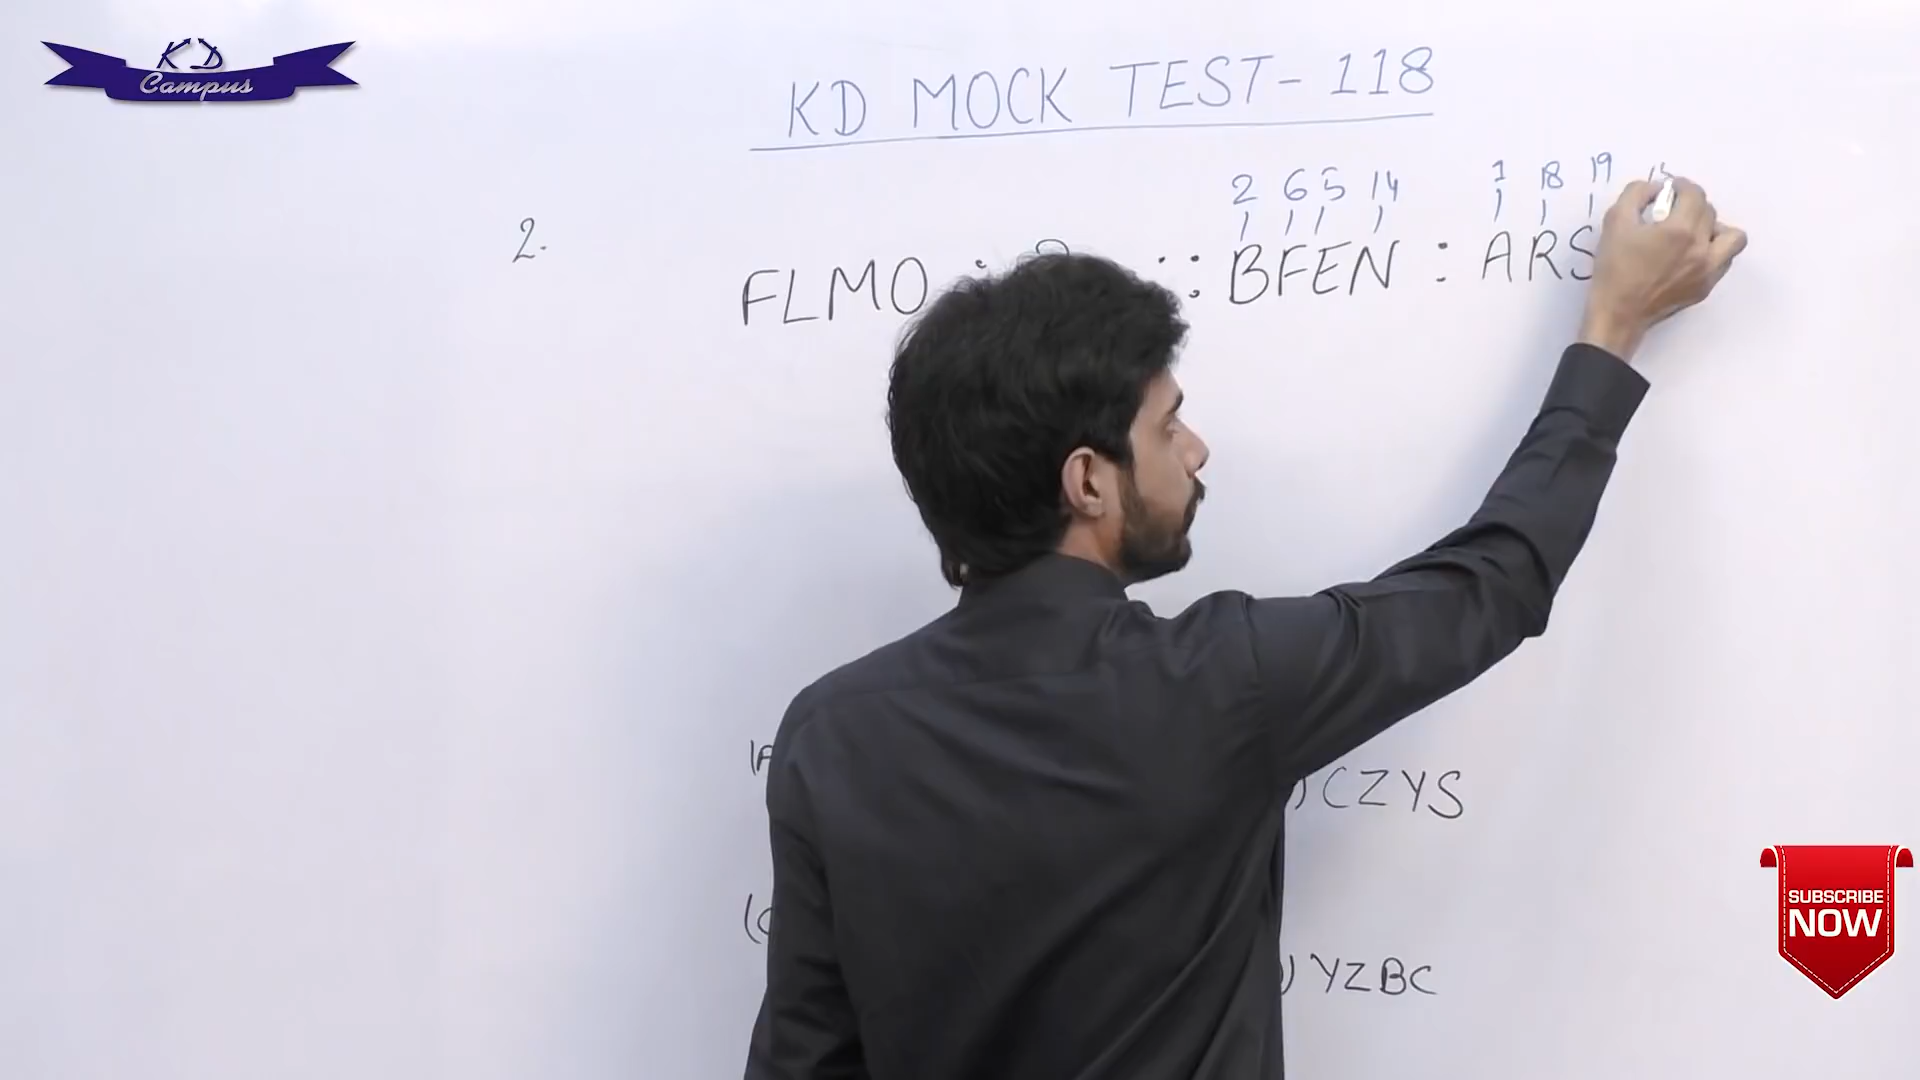 KD
Campus
KD MOCK TEST-118
2 6 5 14 1 18 19
2. FLMO : :: BFEN : ARS
CZYS
YZBC
SUBSCRIBE
NOW